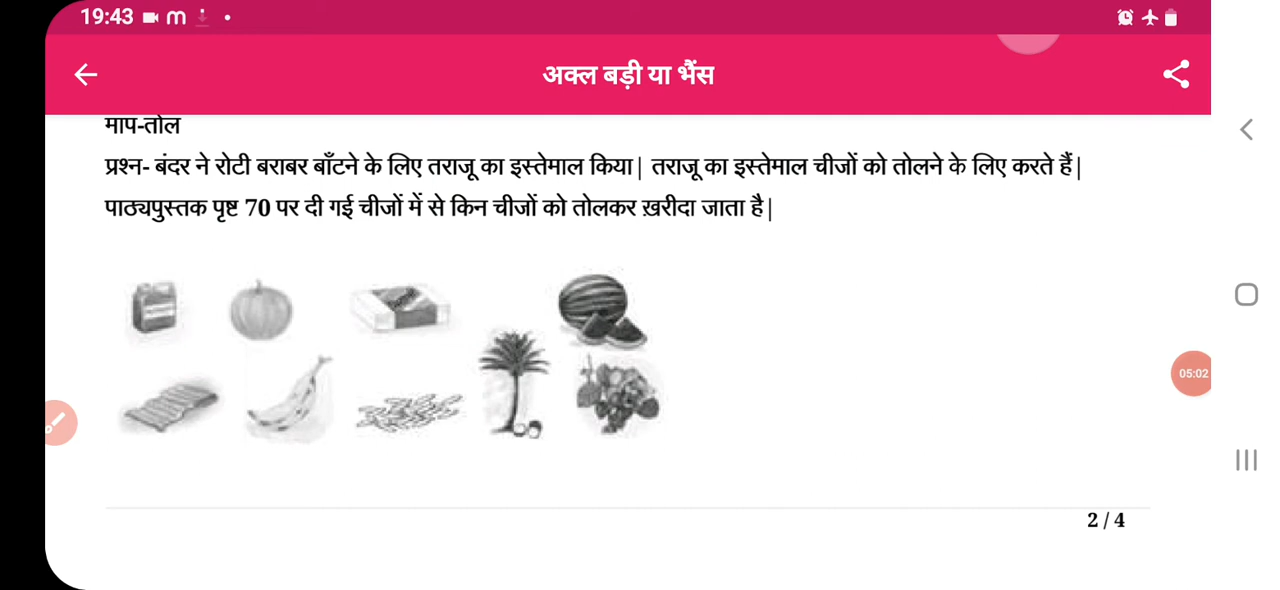 19:43
अक्ल बड़ी या भैंस
माप-तोल
प्रश्न- बंदर ने रोटी बराबर बाँटने के लिए तराजू का इस्तेमाल किया| तराजू का इस्तेमाल चीजों को तोलने के लिए करते हैं|
पाठ्यपुस्तक पृष्ट 70 पर दी गई चीजों में से किन चीजों को तोलकर ख़रीदा जाता है|
05:02
2 / 4